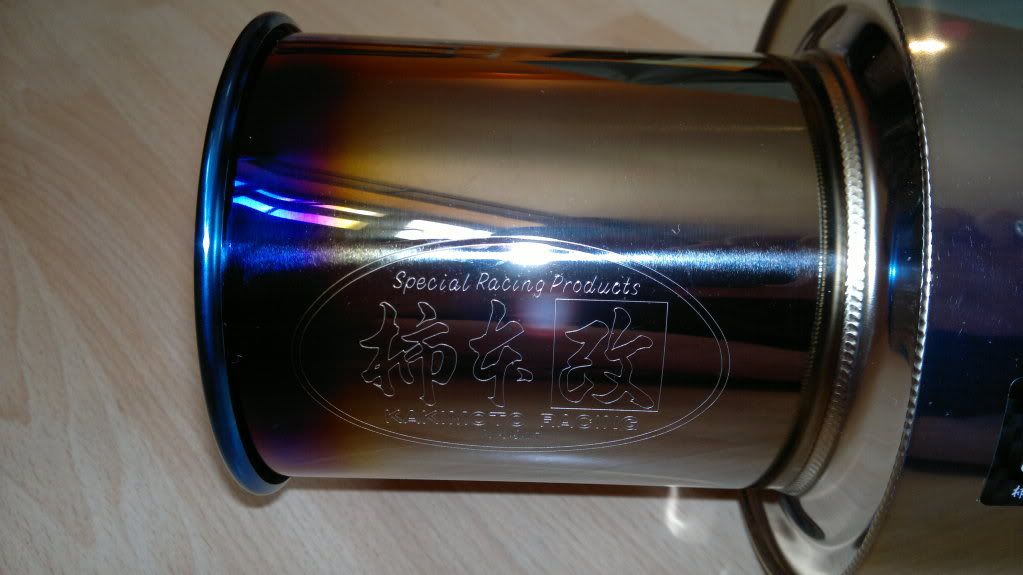 Special Racing Products
柿本改
KAKIMOTO RACING